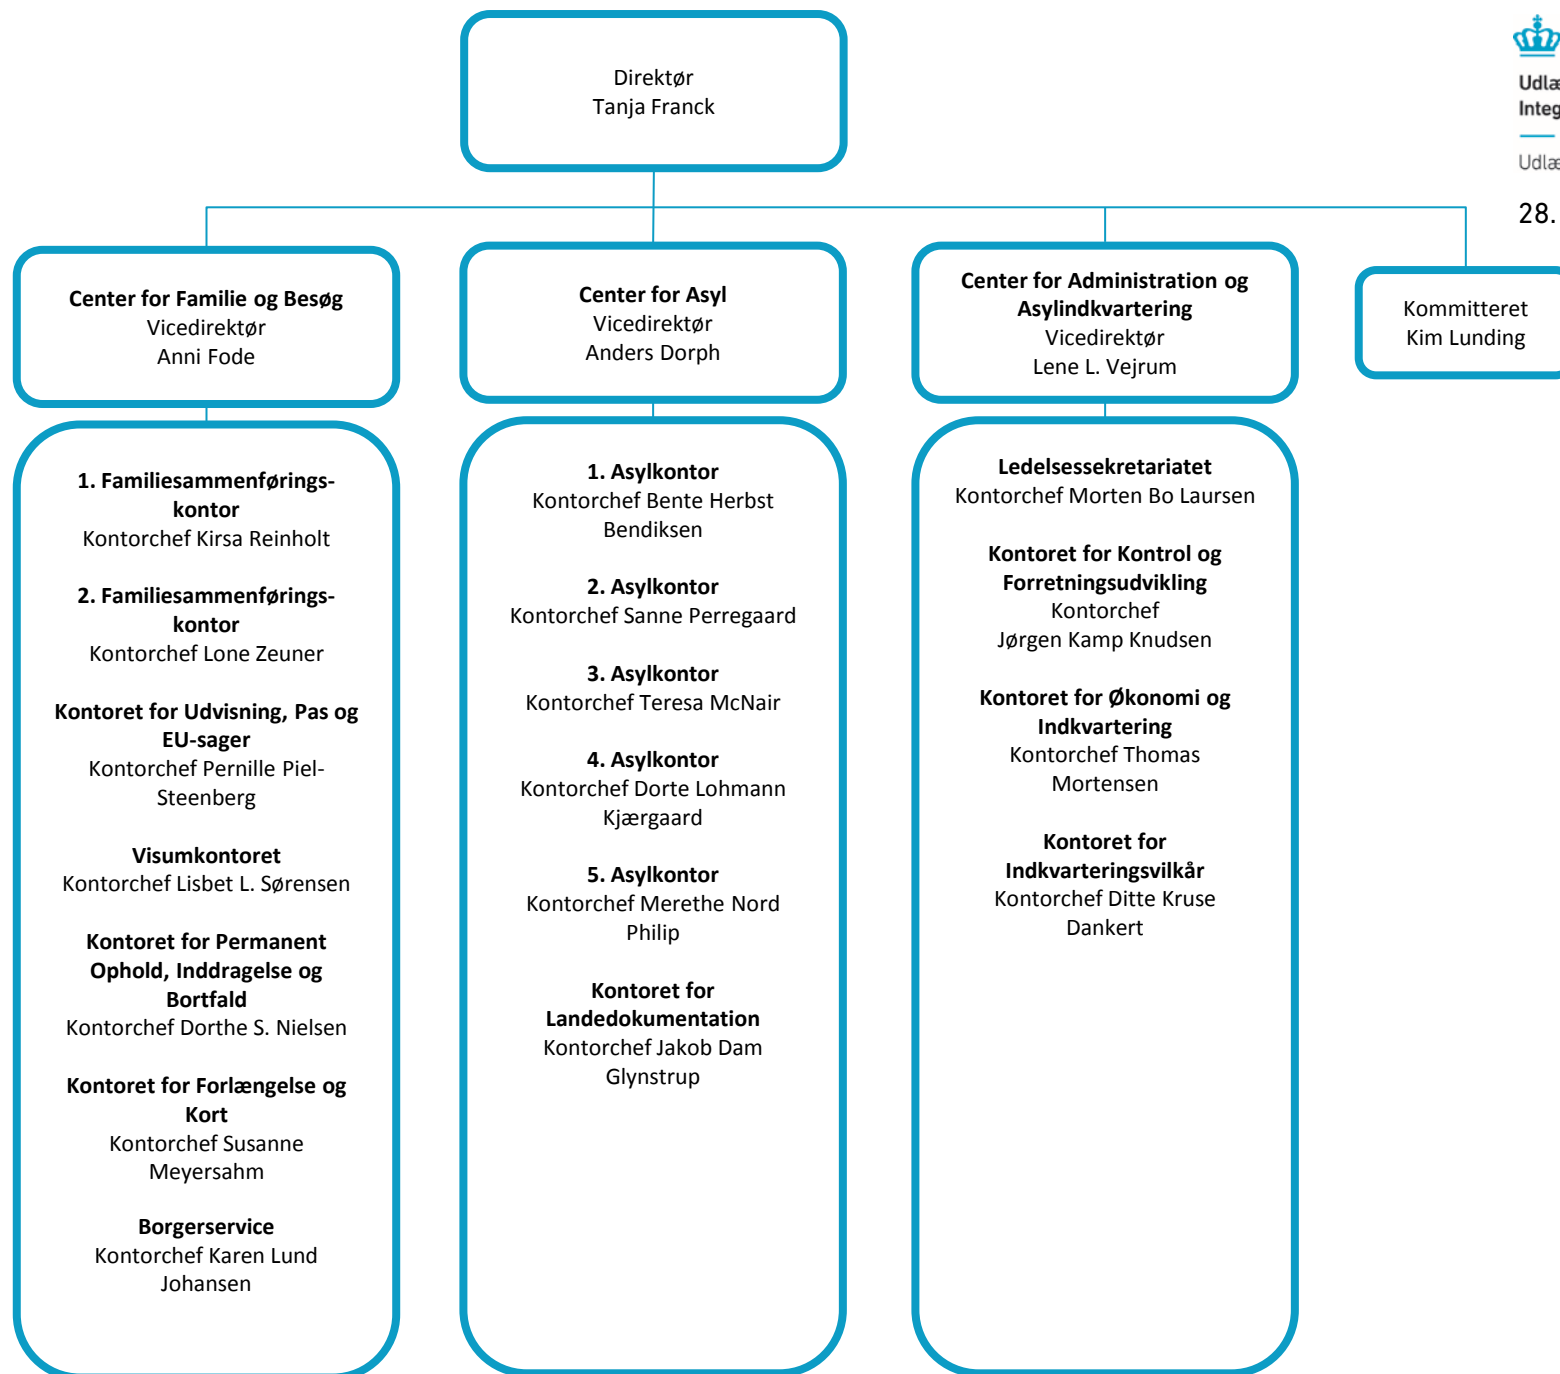 Direktør
Tanja Franck
28.
Center for Familie og Besøg
Vicedirektør
Anni Fode
Center for Asyl
Vicedirektør
Anders Dorph
Center for Administration og
Asylindkvartering
Vicedirektør
Lene L. Vejrum
Kommitteret
Kim Lunding
1. Familiesammenførings-
kontor
Kontorchef Kirsa Reinholt
2. Familiesammenførings-
kontor
Kontorchef Lone Zeuner
Kontoret for Udvisning, Pas og
EU-sager
Kontorchef Pernille Piel-
Steenberg
Visumkontoret
Kontorchef Lisbet L. Sørensen
Kontoret for Permanent
Ophold, Inddragelse og
Bortfald
Kontorchef Dorthe S. Nielsen
Kontoret for Forlængelse og
Kort
Kontorchef Susanne
Meyersahm
Borgerservice
Kontorchef Karen Lund
Johansen
1. Asylkontor
Kontorchef Bente Herbst
Bendiksen
2. Asylkontor
Kontorchef Sanne Perregaard
3. Asylkontor
Kontorchef Teresa McNair
4. Asylkontor
Kontorchef Dorte Lohmann
Kjærgaard
5. Asylkontor
Kontorchef Merethe Nord
Philip
Kontoret for
Landedokumentation
Kontorchef Jakob Dam
Glynstrup
Ledelsessekretariatet
Kontorchef Morten Bo Laursen
Kontoret for Kontrol og
Forretningsudvikling
Kontorchef
Jørgen Kamp Knudsen
Kontoret for Økonomi og
Indkvartering
Kontorchef Thomas
Mortensen
Kontoret for
Indkvarteringsvilkår
Kontorchef Ditte Kruse
Dankert